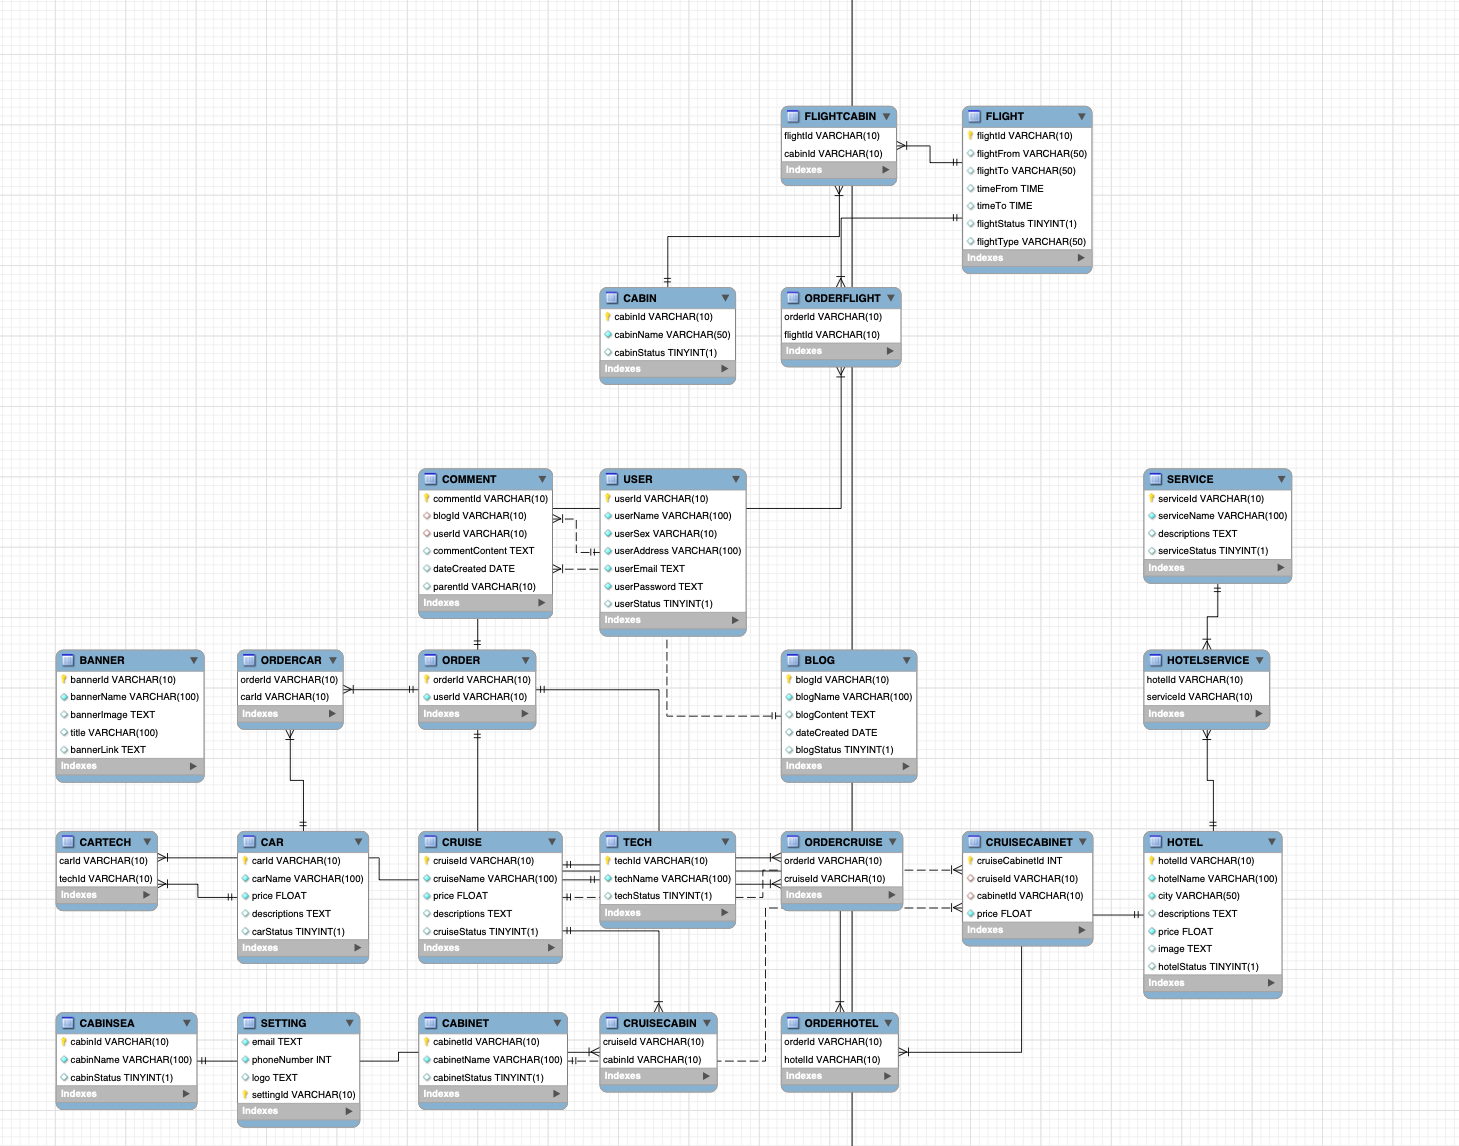 FLIGHTCABIN
flightId VARCHAR(10)
cabinId VARCHAR(10)
Indexes
FLIGHT
flightId VARCHAR(10)
flightFrom VARCHAR(50)
flightTo VARCHAR(50)
timeFrom TIME
timeTo TIME
flightStatus TINYINT(1)
flightType VARCHAR(50)
Indexes
CABIN
cabinId VARCHAR(10)
cabinName VARCHAR(50)
cabinStatus TINYINT(1)
Indexes
ORDERFLIGHT
orderId VARCHAR(10)
flightId VARCHAR(10)
Indexes
COMMENT
commentId VARCHAR(10)
blogId VARCHAR(10)
userId VARCHAR(10)
commentContent TEXT
dateCreated DATE
parentId VARCHAR(10)
Indexes
USER
userId VARCHAR(10)
userName VARCHAR(100)
userSex VARCHAR(10)
userAddress VARCHAR(100)
userEmail TEXT
userPassword TEXT
userStatus TINYINT(1)
Indexes
SERVICE
serviceId VARCHAR(10)
serviceName VARCHAR(100)
descriptions TEXT
serviceStatus TINYINT(1)
Indexes
BANNER
bannerId VARCHAR(10)
bannerName VARCHAR(100)
bannerImage TEXT
title VARCHAR(100)
bannerLink TEXT
Indexes
ORDERCAR
orderId VARCHAR(10)
carId VARCHAR(10)
Indexes
ORDER
orderId VARCHAR(10)
userId VARCHAR(10)
Indexes
BLOG
blogId VARCHAR(10)
blogName VARCHAR(100)
blogContent TEXT
dateCreated DATE
blogStatus TINYINT(1)
Indexes
HOTELSERVICE
hotelId VARCHAR(10)
serviceId VARCHAR(10)
Indexes
CARTECH
carId VARCHAR(10)
techId VARCHAR(10)
Indexes
CAR
carId VARCHAR(10)
carName VARCHAR(100)
price FLOAT
descriptions TEXT
carStatus TINYINT(1)
Indexes
CRUISE
cruiseId VARCHAR(10)
cruiseName VARCHAR(100)
price FLOAT
descriptions TEXT
cruiseStatus TINYINT(1)
Indexes
TECH
techId VARCHAR(10)
techName VARCHAR(100)
techStatus TINYINT(1)
Indexes
ORDERCRUISE
orderId VARCHAR(10)
cruiseId VARCHAR(10)
Indexes
CRUISECABINET
cruiseCabinetId INT
cruiseId VARCHAR(10)
cabinetId VARCHAR(10)
price FLOAT
Indexes
HOTEL
hotelId VARCHAR(10)
hotelName VARCHAR(100)
city VARCHAR(50)
descriptions TEXT
price FLOAT
image TEXT
hotelStatus TINYINT(1)
Indexes
CABINSEA
cabinId VARCHAR(10)
cabinName VARCHAR(100)
cabinStatus TINYINT(1)
Indexes
SETTING
email TEXT
phoneNumber INT
logo TEXT
settingId VARCHAR(10)
Indexes
CABINET
cabinetId VARCHAR(10)
cabinetName VARCHAR(100)
cabinetStatus TINYINT(1)
Indexes
CRUISECABIN
cruiseId VARCHAR(10)
cabinId VARCHAR(10)
Indexes
ORDERHOTEL
orderId VARCHAR(10)
hotelId VARCHAR(10)
Indexes